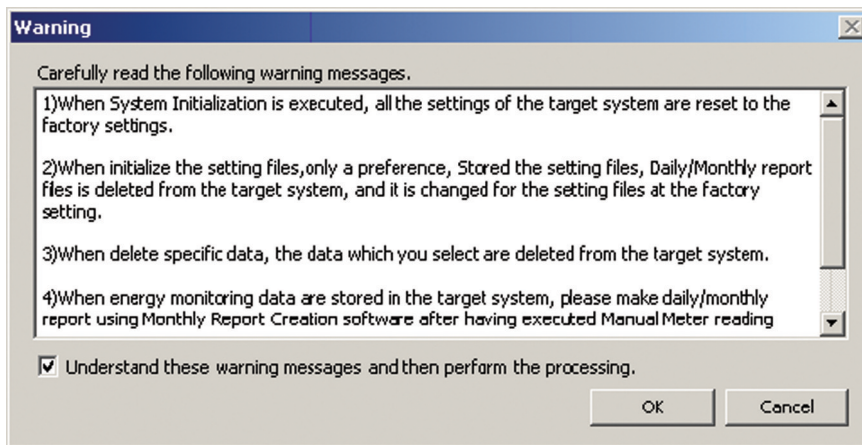 Warning
Carefully read the following warning messages.
1)When System Initialization is executed, all the settings of the target system are reset to the
factory settings.
2)When initialize the setting files,only a preference, Stored the setting files, Daily/Monthly report
files is deleted from the target system, and it is changed for the setting files at the factory
setting.
3)When delete specific data, the data which you select are deleted from the target system.
4)When energy monitoring data are stored in the target system, please make daily/monthly
report using Monthly Report Creation software after having executed Manual Meter reading
Understand these warning messages and then perform the processing.
OK
Cancel